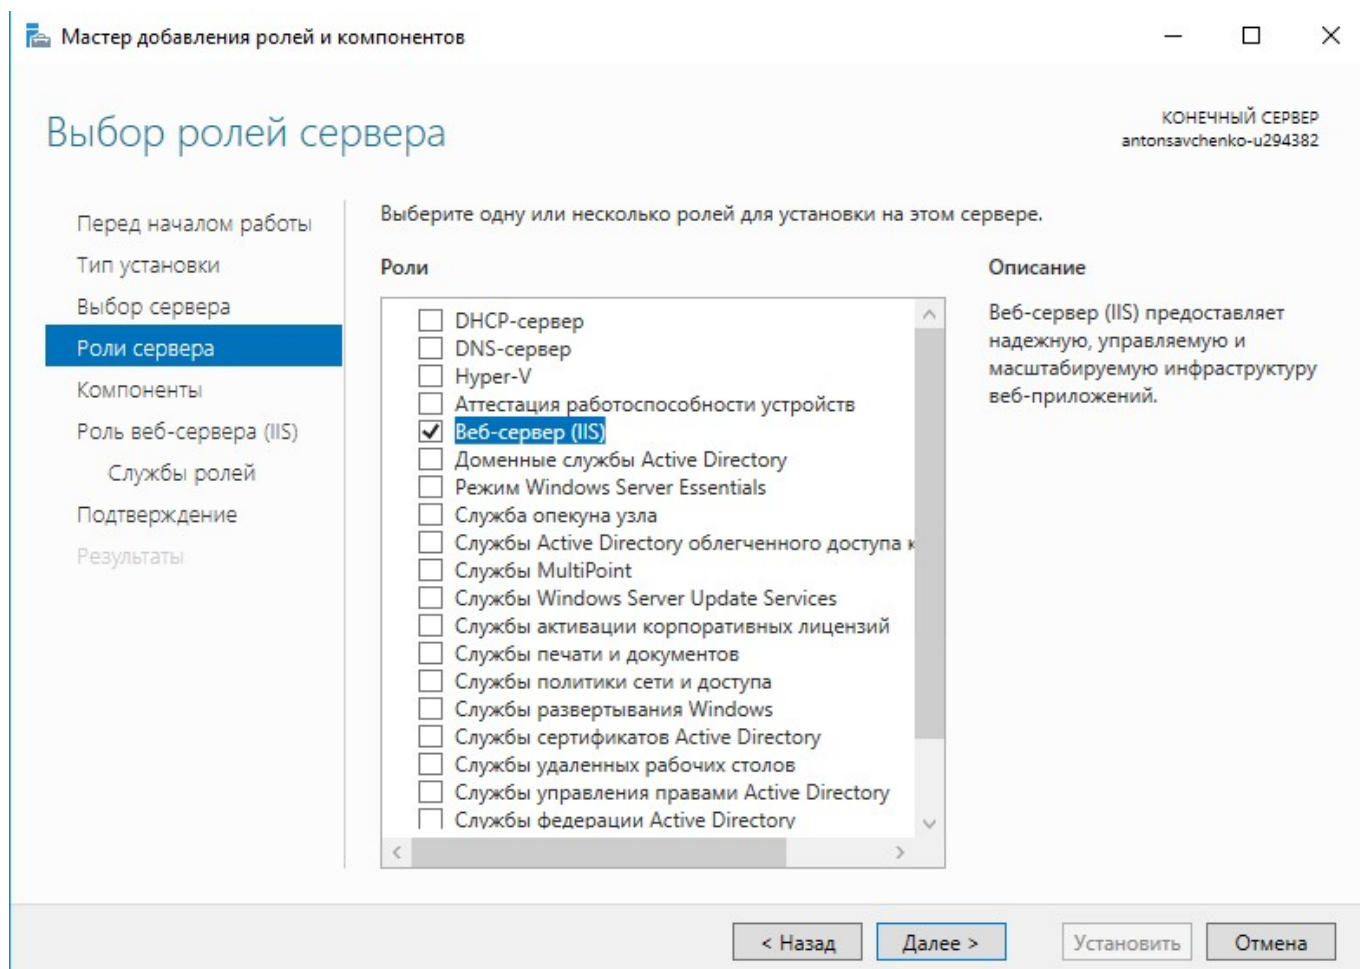 Мастер добавления ролей и компонентов
Выбор ролей сервера
КОНЕЧНЫЙ СЕРВЕР
antonsavchenko-u294382
Перед началом работы
Тип установки
Выбор сервера
Роли сервера
Компоненты
Роль веб-сервера (IIS)
Службы ролей
Подтверждение
Результаты
Выберите одну или несколько ролей для установки на этом сервере.
Роли
DHCP-сервер
DNS-сервер
Hyper-V
Аттестация работоспособности устройств
Веб-сервер (IIS)
Доменные службы Active Directory
Режим Windows Server Essentials
Служба опекуна узла
Службы Active Directory облегченного доступа к
Службы MultiPoint
Службы Windows Server Update Services
Службы активации корпоративных лицензий
Службы печати и документов
Службы политики сети и доступа
Службы развертывания Windows
Службы сертификатов Active Directory
Службы удаленных рабочих столов
Службы управления правами Active Directory
Службы федерации Active Directory
Описание
Веб-сервер (IIS) предоставляет
надежную, управляемую и
масштабируемую инфраструктуру
веб-приложений.
< Назад
Далее >
Установить
Отмена